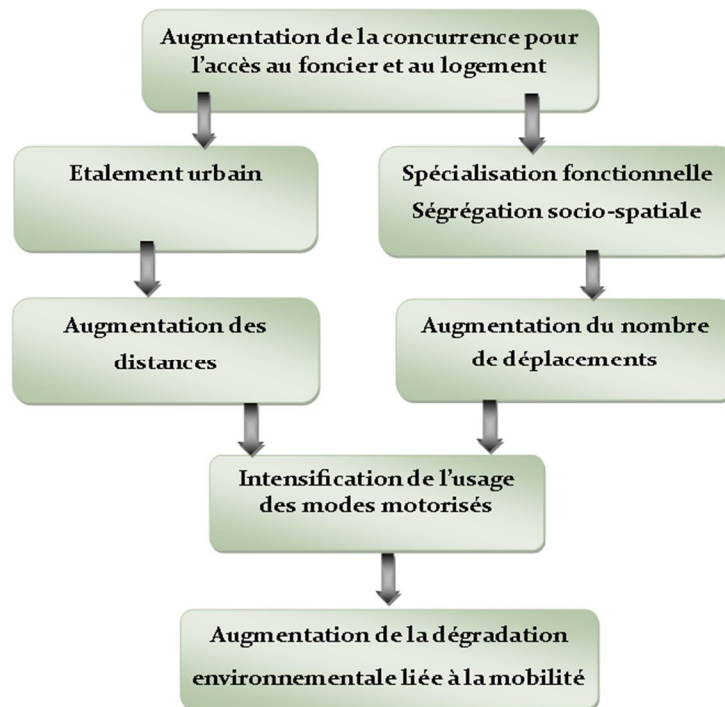 Augmentation de la concurrence pour
l'accès au foncier et au logement
Etalement urbain
Spécialisation fonctionnelle
Ségrégation socio-spatiale
Augmentation des
distances
Augmentation du nombre
de déplacements
Intensification de l'usage
des modes motorisés
Augmentation de la dégradation
environnementale liée à la mobilité